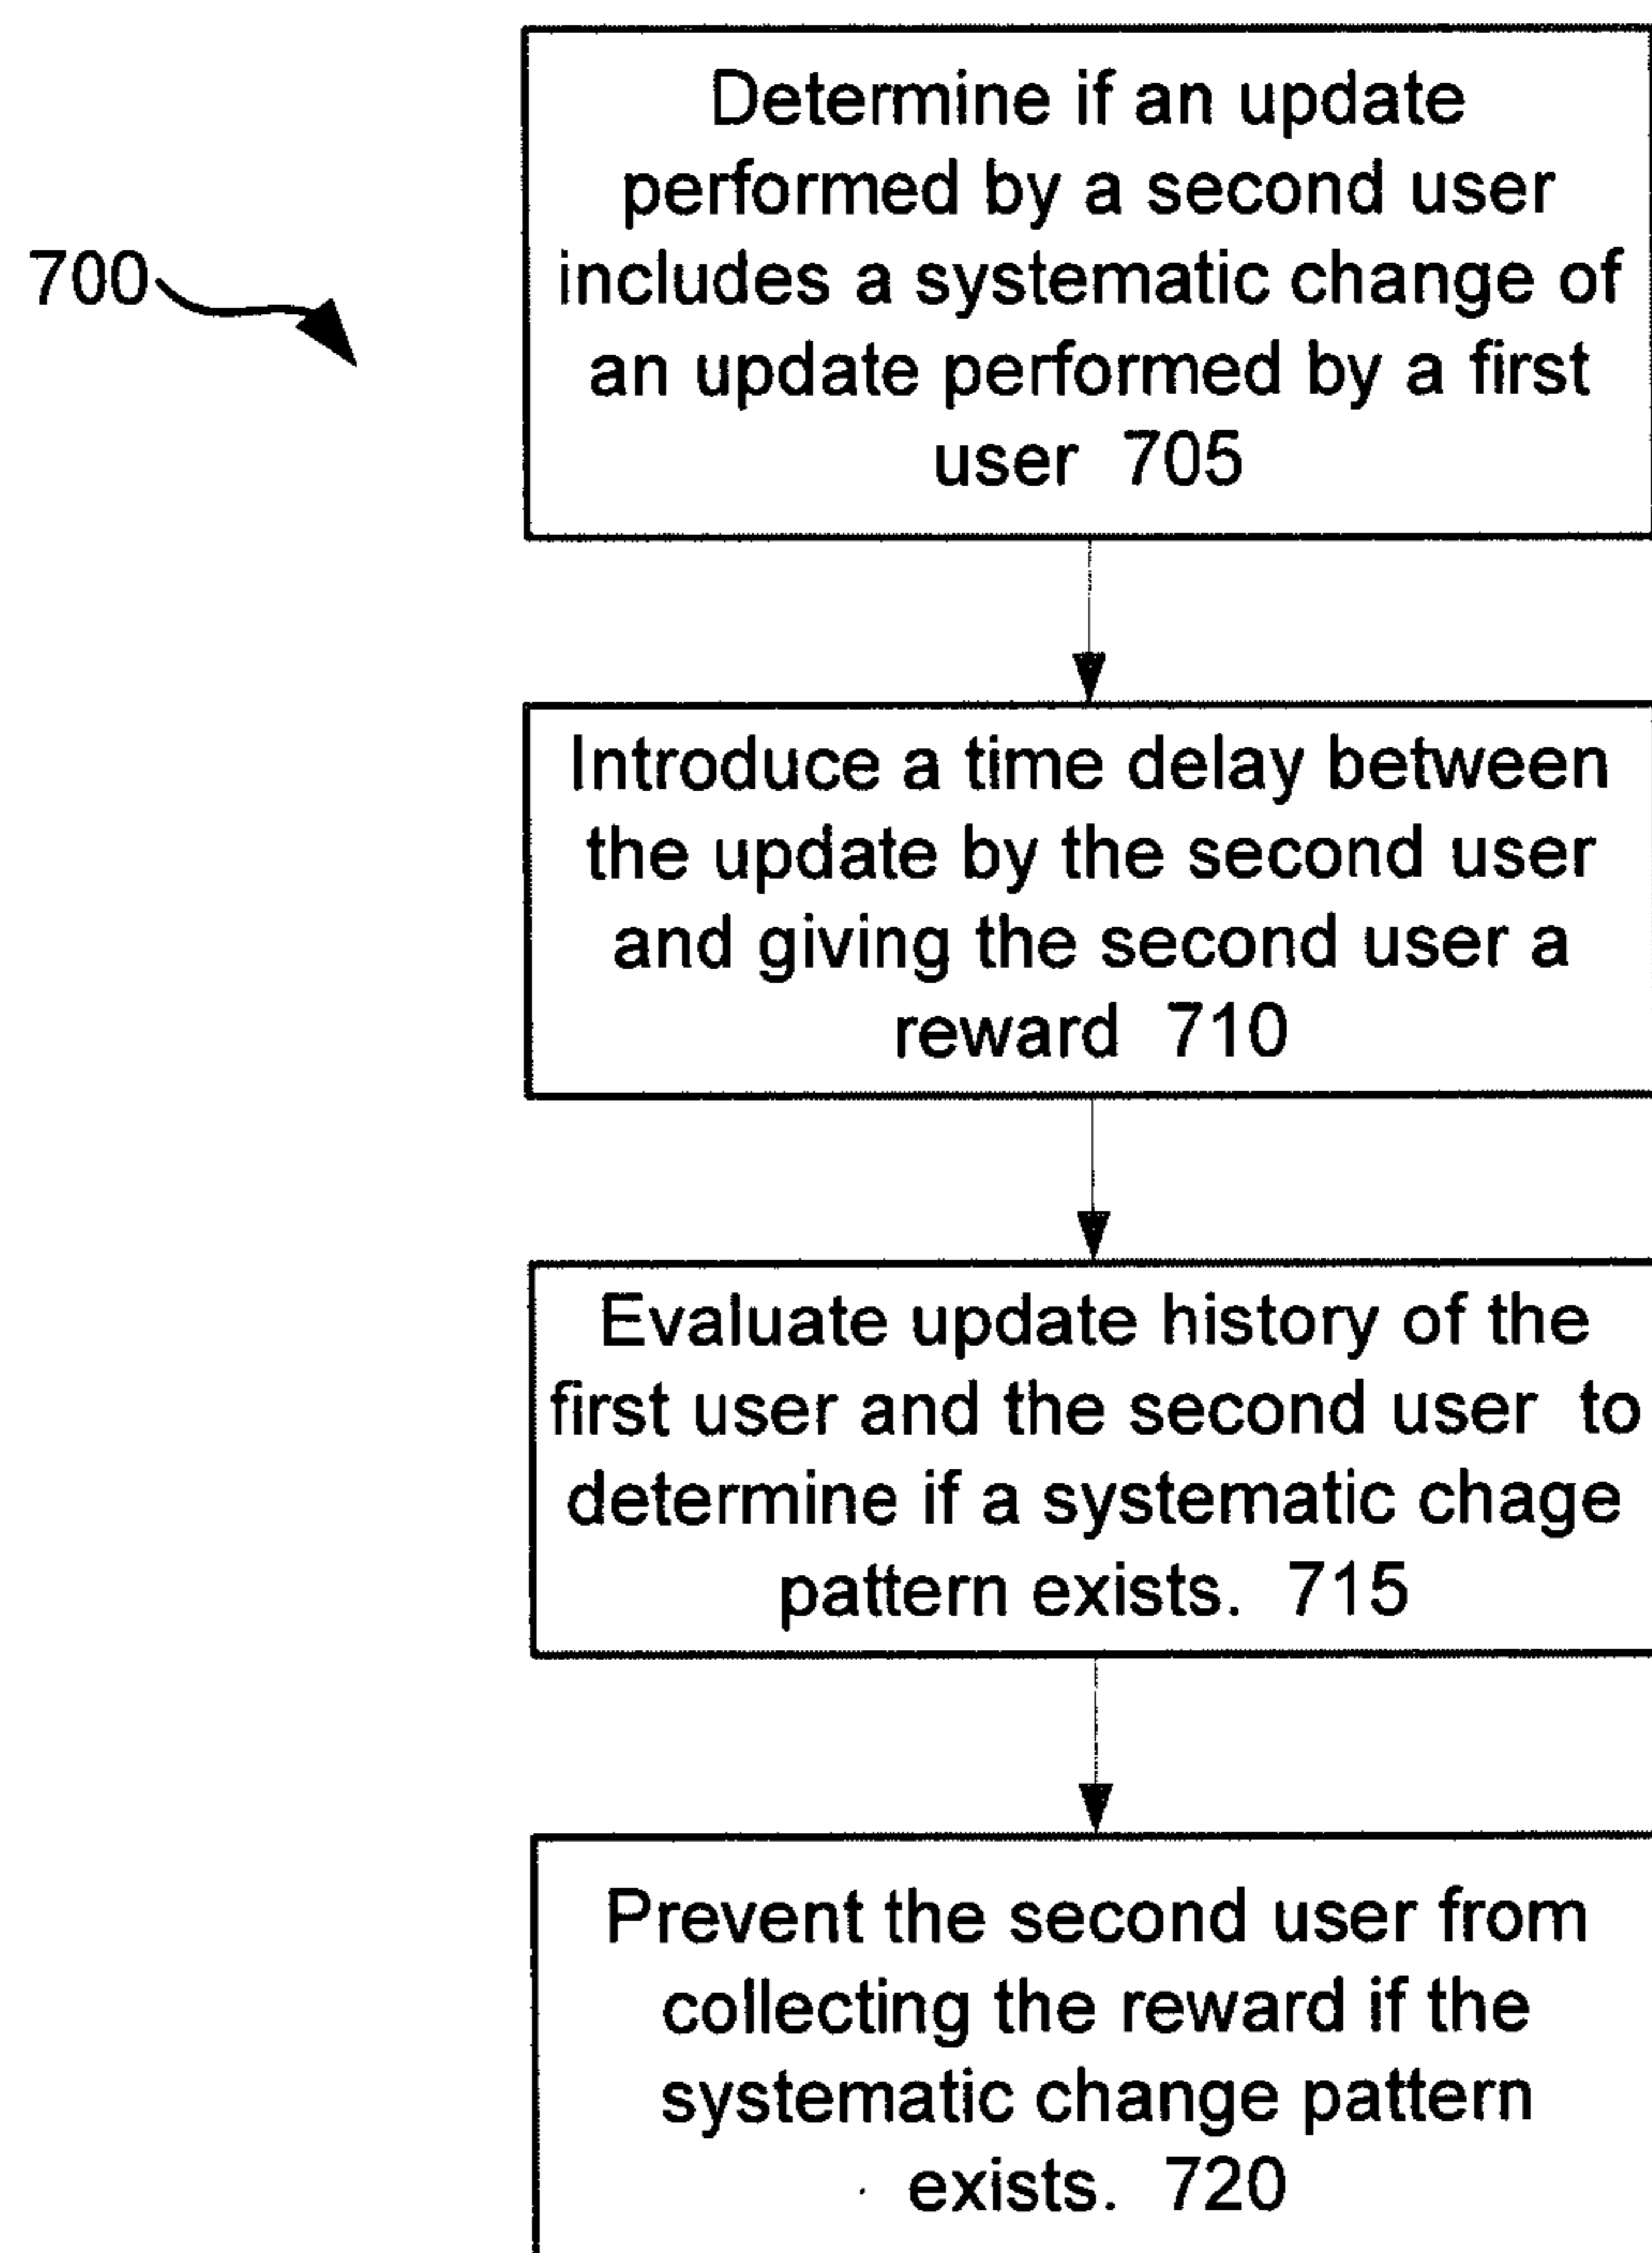 Determine if an update
performed by a second user
includes a systematic change of
an update performed by a first
user 705
700
Introduce a time delay between
the update by the second user
and giving the second user a
reward 710
Evaluate update history of the
first user and the second user to
determine if a systematic chage
pattern exists. 715
Prevent the second user from
collecting the reward if the
systematic change pattern
exists. 720